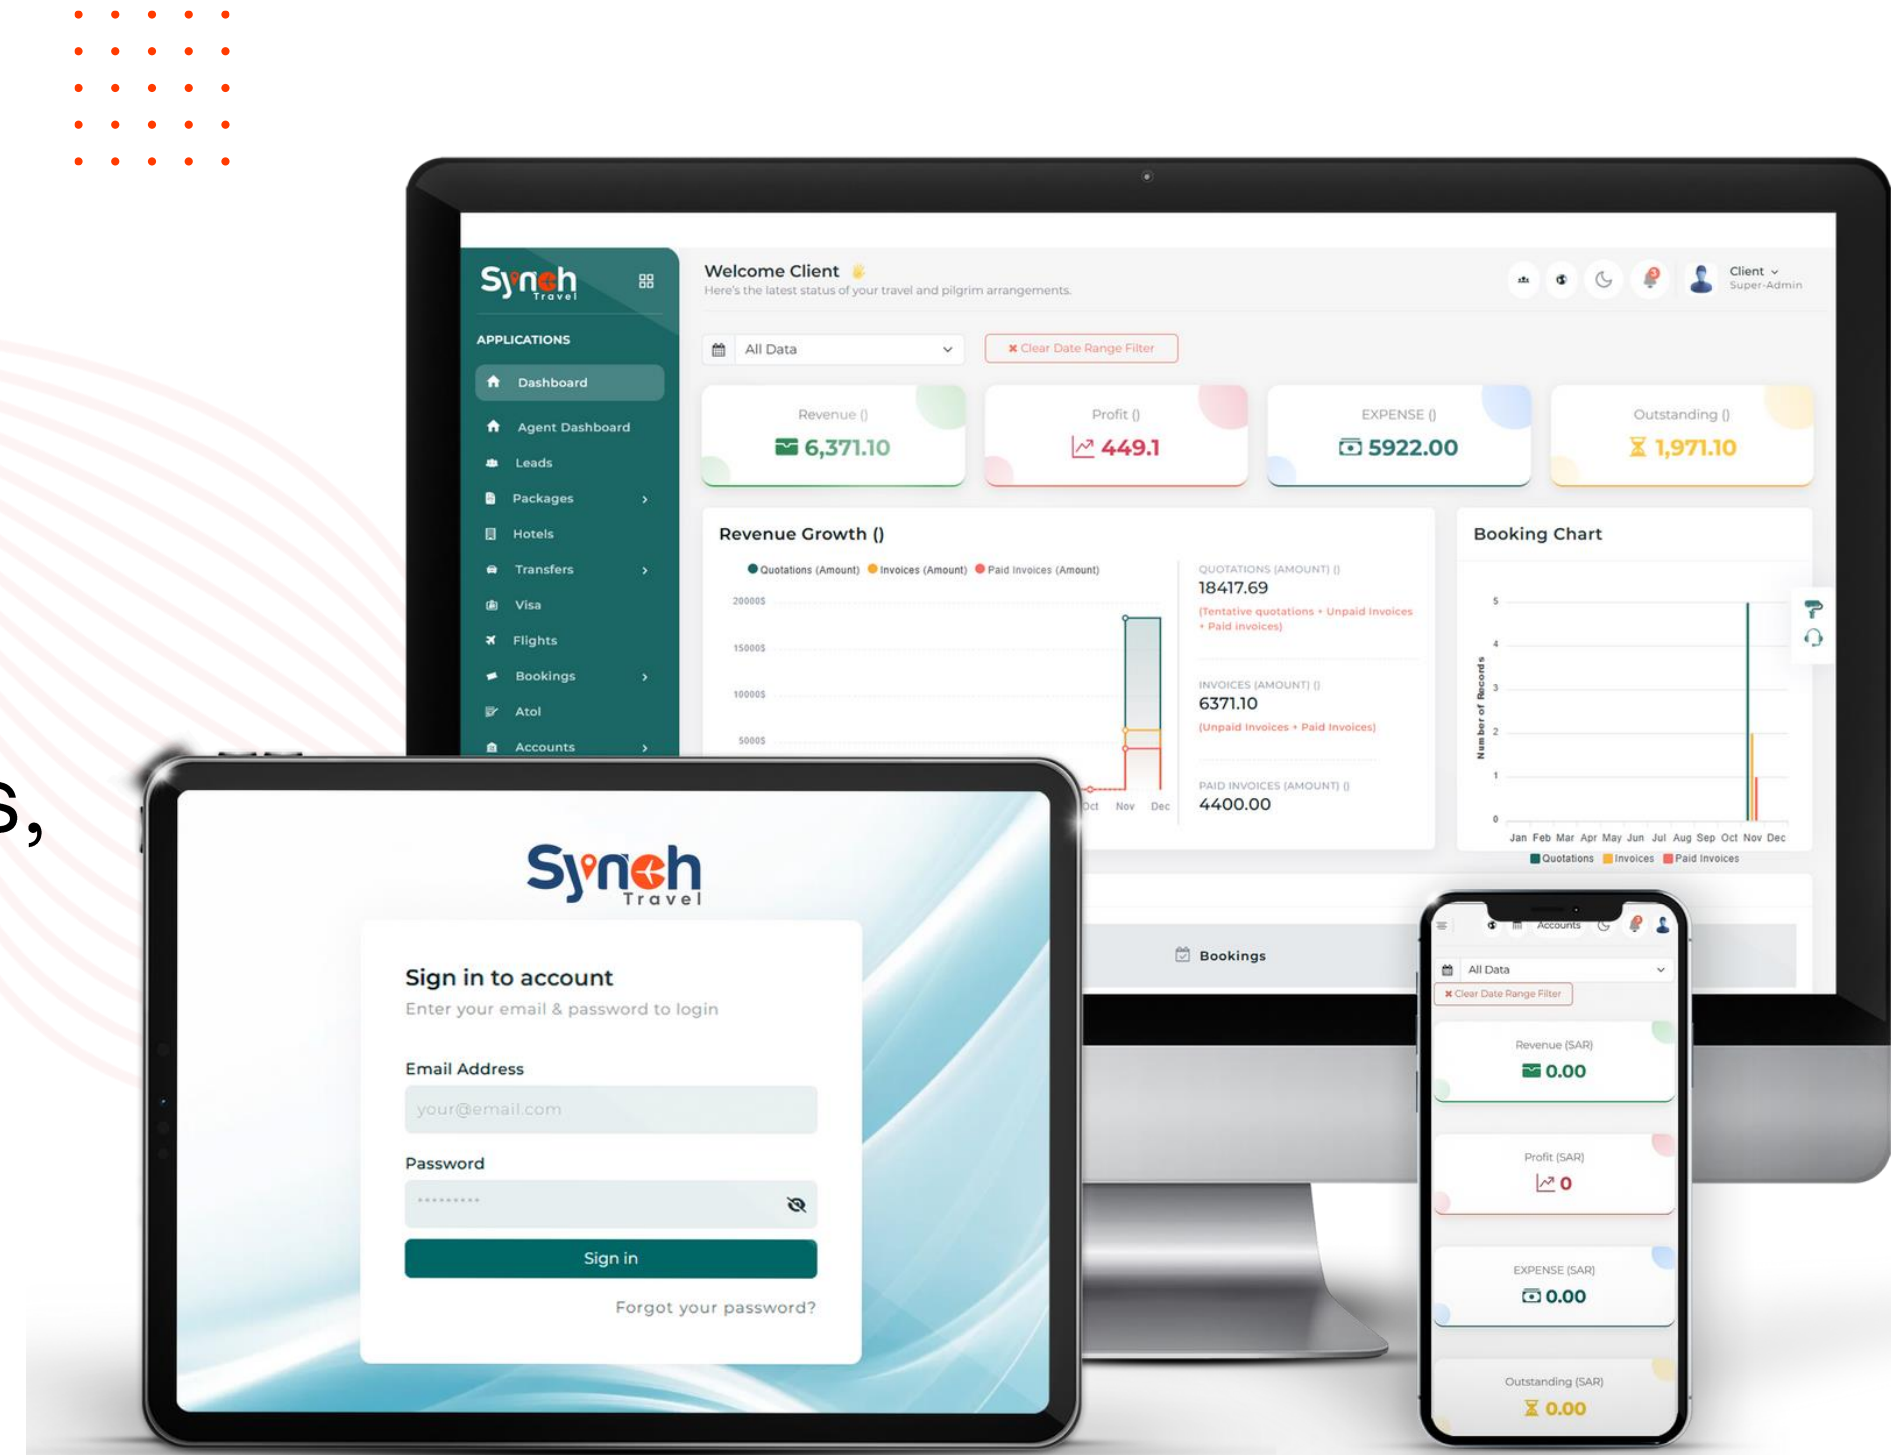 Synch
Travel
APPLICATIONS
Dashboard
Agent Dashboard
Leads
Packages
Hotels
Transfers
Visa
Flights
Bookings
Atol
Accounts
Welcome Client
Here's the latest status of your travel and pilgrim arrangements.
3
Client
Super-Admin
All Data
Clear Date Range Filter
Revenue ()
6,371.10
Profit ()
449.1
EXPENSE ()
5922.00
Outstanding ()
1,971.10
Revenue Growth ()
Quotations (Amount) Invoices (Amount) Paid Invoices (Amount)
20000$
15000$
10000$
5000$
Oct Nov Dec
QUOTATIONS (AMOUNT) ()
18417.69
(Tentative quotations + Unpaid Invoices
+ Paid invoices)
INVOICES (AMOUNT) ()
6371.10
(Unpaid Invoices + Paid Invoices)
PAID INVOICES (AMOUNT) ()
4400.00
Booking Chart
Number of Records
5
4
3
2
1
0
Jan Feb Mar Apr May Jun Jul Aug Sep Oct Nov Dec
Quotations Invoices Paid Invoices
Bookings
s,
Synch
Travel
Sign in to account
Enter your email & password to login
Email Address
your@email.com
Password
*********
Sign in
Forgot your password?
Accounts
3
All Data
Clear Date Range Filter
Revenue (SAR)
0.00
Profit (SAR)
0
EXPENSE (SAR)
0.00
Outstanding (SAR)
0.00